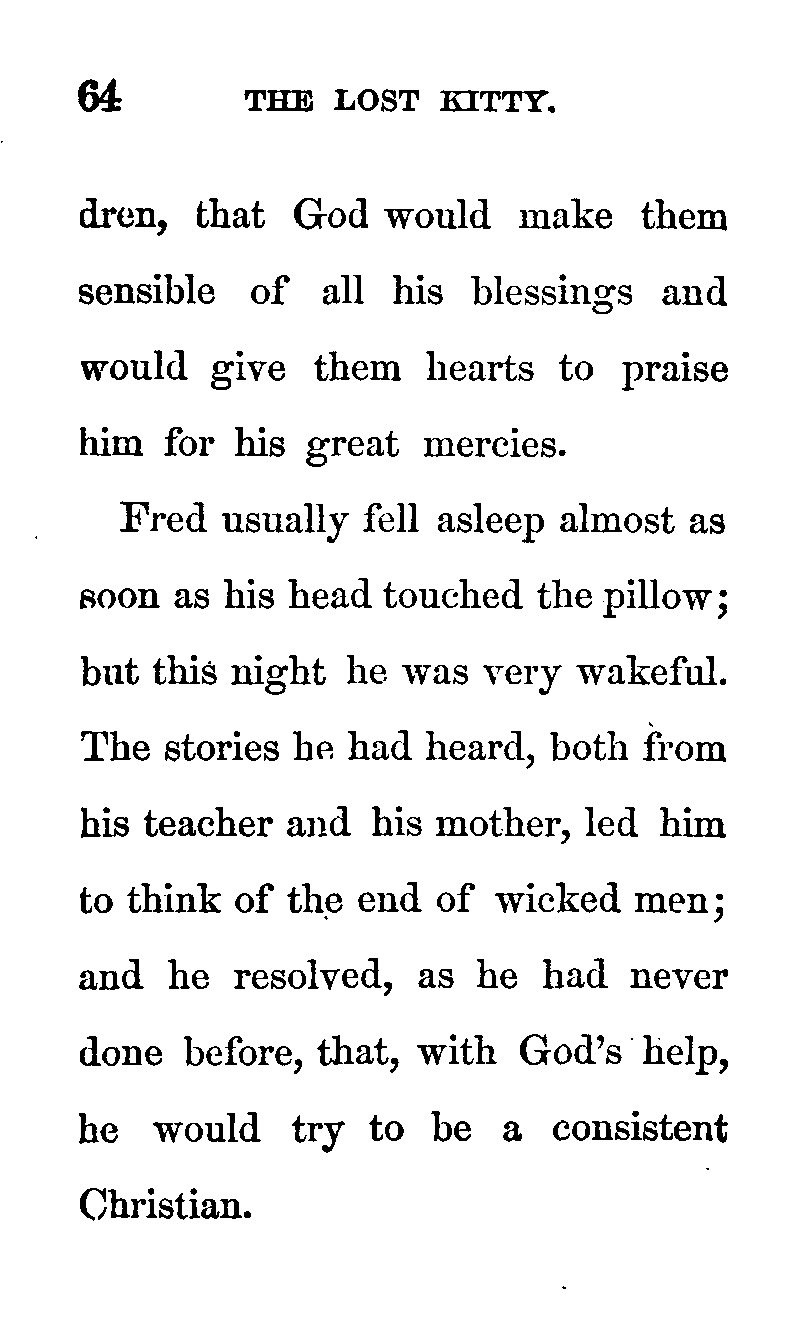 64 THE LOST KITTY.
dren, that God would make them
sensible of all his blessings and
would give them hearts to praise
him for his great mercies.
Fred usually fell asleep almost as
soon as his head touched the pillow;
but this night he was very wakeful.
The stories he had heard, both from
his teacher and his mother, led him
to think of the end of wicked men;
and he resolved, as he had never
done before, that, with God's help,
he would try to be a consistent
Christian.